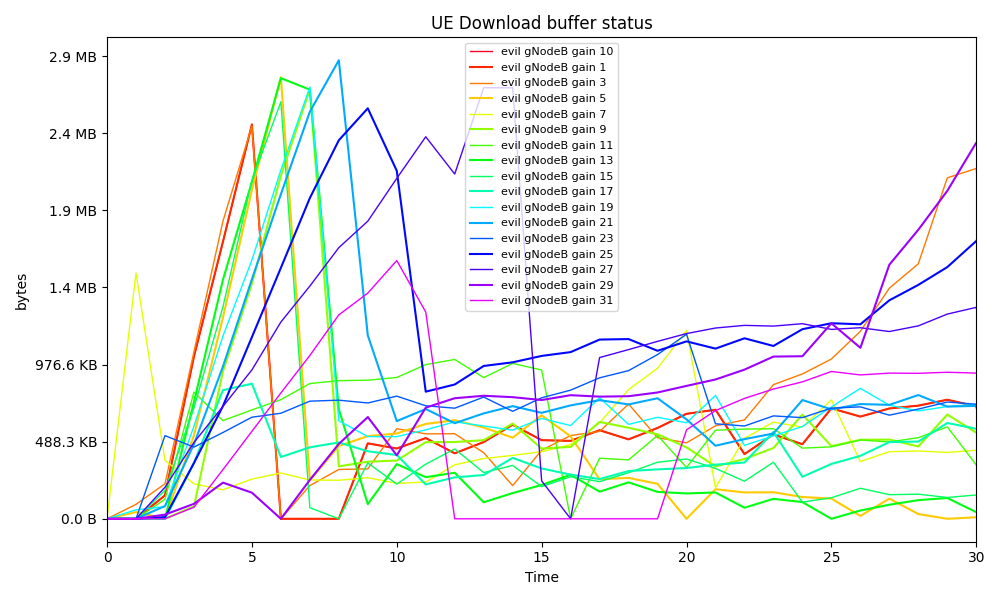 UE Download buffer status
evil gNodeB gain 10
evil gNodeB gain 1
evil gNodeB gain 3
evil gNodeB gain 5
evil gNodeB gain 7
evil gNodeB gain 9
evil gNodeB gain 11
evil gNodeB gain 13
evil gNodeB gain 15
evil gNodeB gain 17
evil gNodeB gain 19
evil gNodeB gain 21
evil gNodeB gain 23
evil gNodeB gain 25
evil gNodeB gain 27
evil gNodeB gain 29
evil gNodeB gain 31
2.9 MB
2.4 MB
1.9 MB
1.4 MB
976.6 KB
488.3 KB
0.0 B
bytes
0 5 10 15 20 25 30
Time